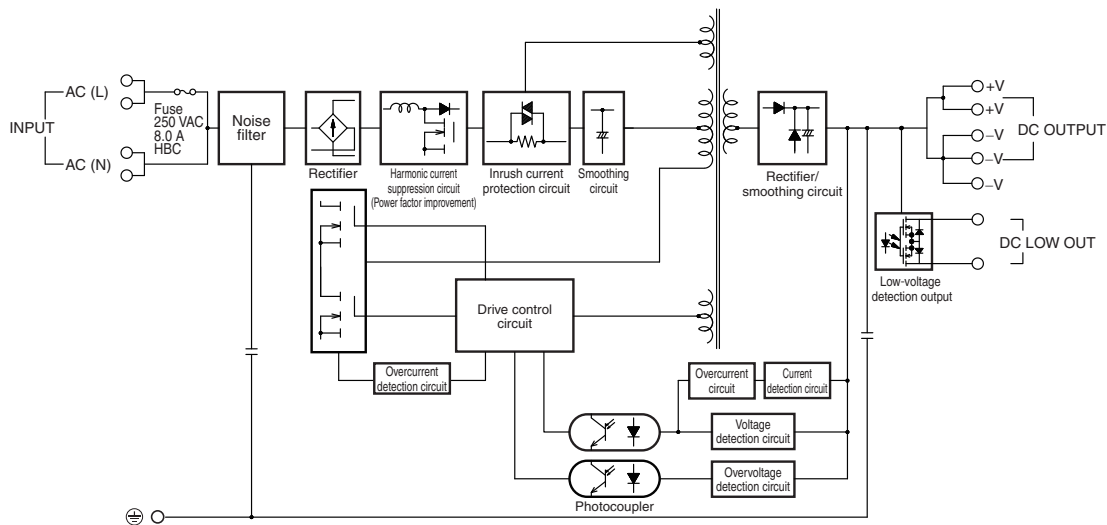 INPUT
AC (L)
AC (N)
Fuse
250 VAC
8.0 A
HBC
Noise
filter
Rectifier
Harmonic current
suppression circuit
(Power factor improvement)
Inrush current
protection circuit
Smoothing
circuit
Rectifier/
smoothing circuit
+V
+V
−V
−V
−V
DC OUTPUT
DC LOW OUT
Low-voltage
detection output
Drive control
circuit
Overcurrent
detection circuit
Overcurrent
circuit
Current
detection circuit
Voltage
detection circuit
Overvoltage
detection circuit
Photocoupler